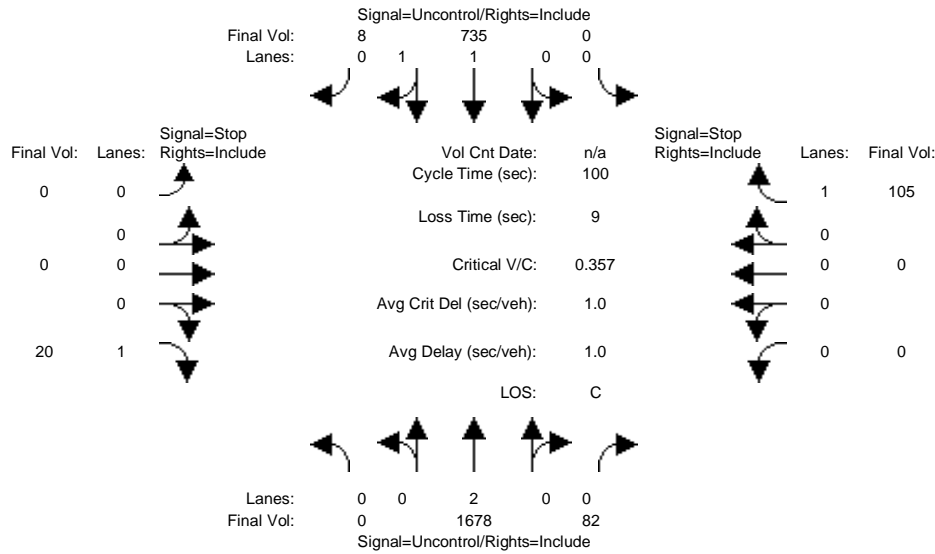 Signal=Uncontrol/Rights=Include
Final Vol: 8 735 0
Lanes: 0 1 1 0 0
Signal=Stop
Final Vol: Lanes: Rights=Include
Vol Cnt Date: n/a
Signal=Stop
Rights=Include Lanes: Final Vol:
Cycle Time (sec): 100
0 0
1 105
Loss Time (sec): 9
0
0
0 0
Critical V/C: 0.357
0 0
0
Avg Crit Del (sec/veh): 1.0
0
20 1
Avg Delay (sec/veh): 1.0
0 0
LOS: C
Lanes: 0 0 2 0 0
Final Vol: 0 1678 82
Signal=Uncontrol/Rights=Include